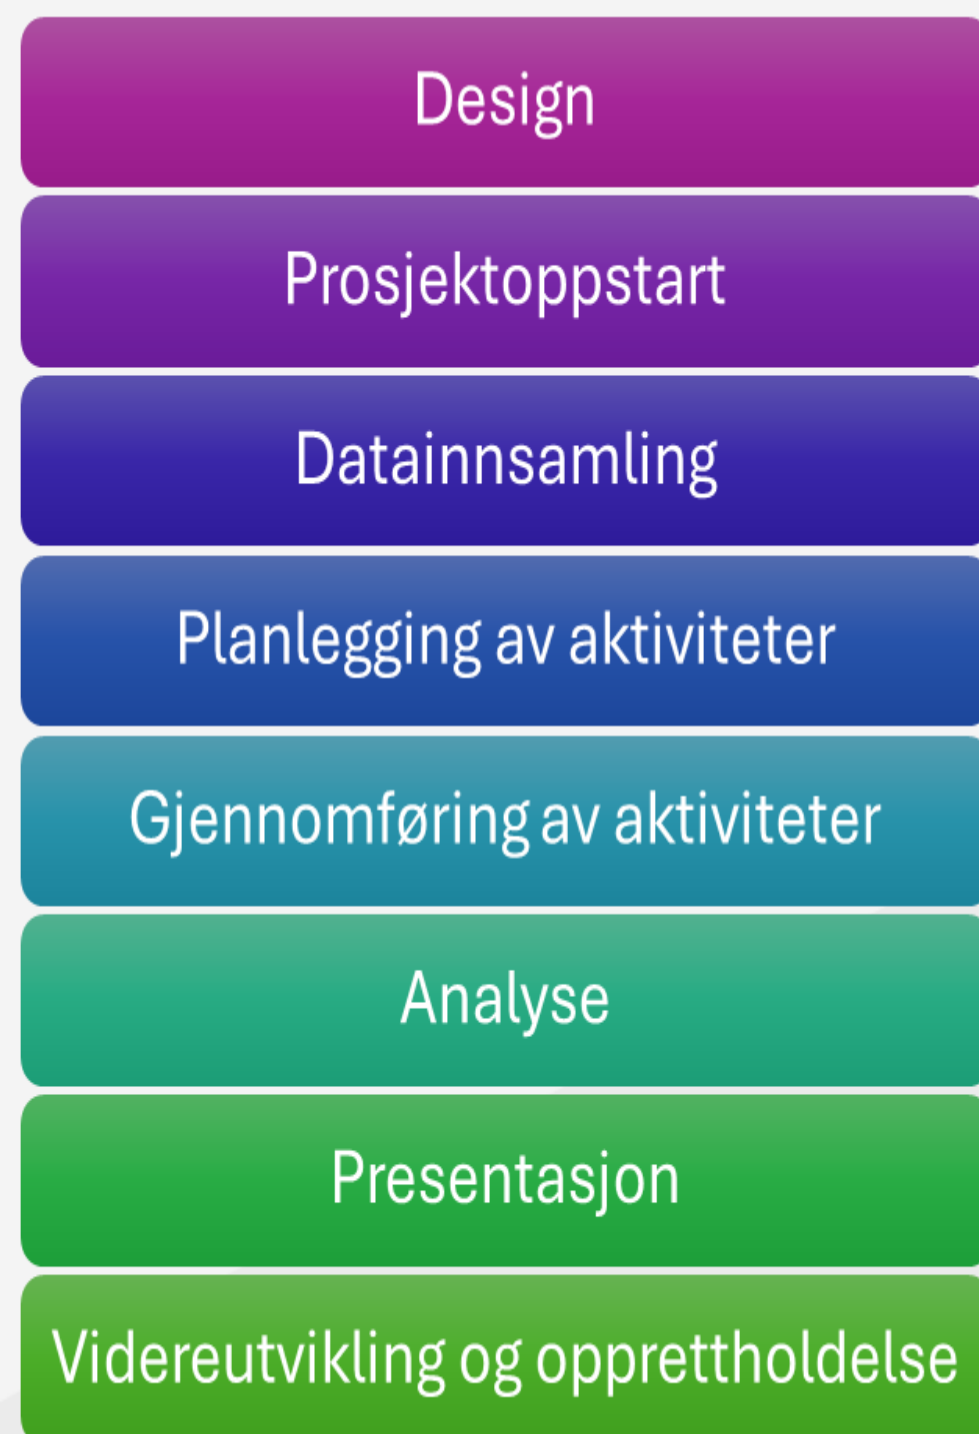 Design
Prosjektoppstart
Datainnsamling
Planlegging av aktiviteter
Gjennomføring av aktiviteter
Analyse
Presentasjon
Videreutvikling og opprettholdelse